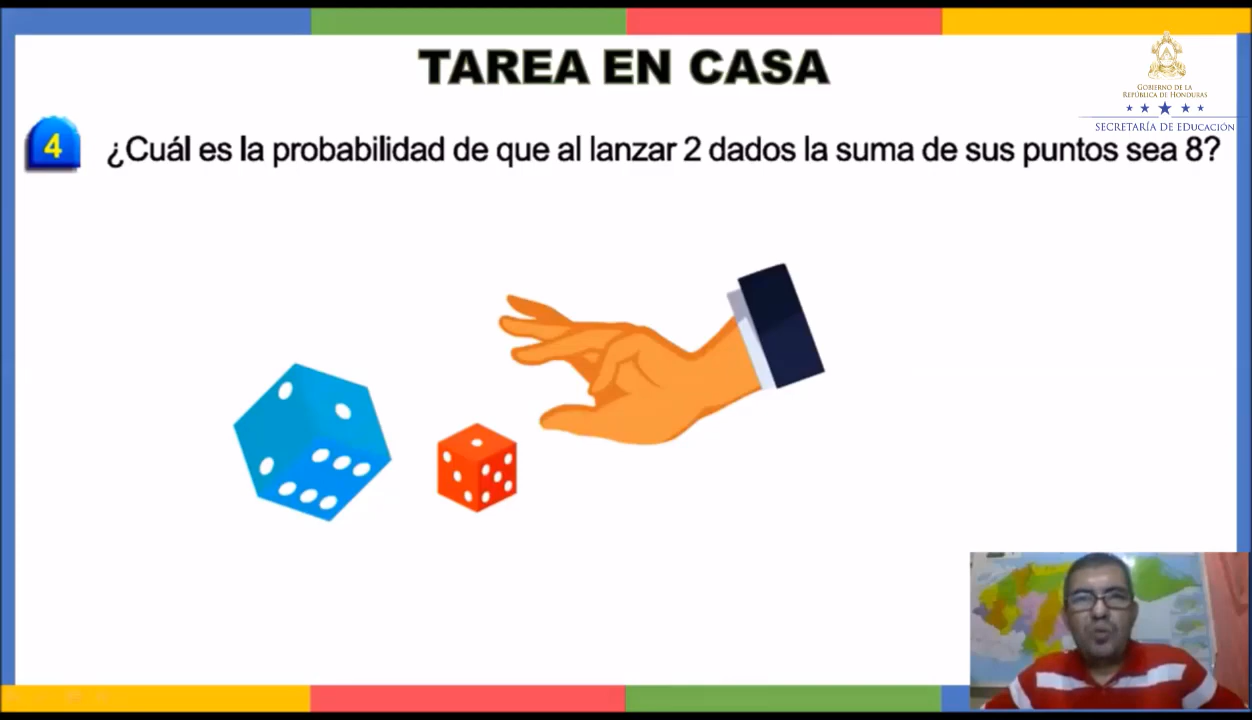 TAREA EN CASA
GOBIERNO DE LA
REPÚBLICA DE HONDURAS
SECRETARÍA DE EDUCACIÓN
4
¿Cuál es la probabilidad de que al lanzar 2 dados la suma de sus puntos sea 8?